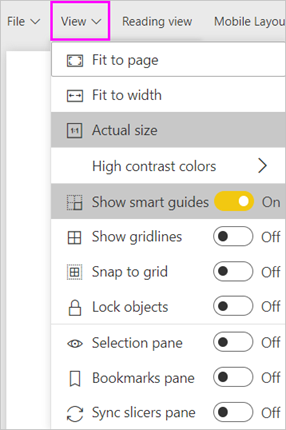 File View Reading view Mobile Layou
Fit to page
Fit to width
1:1 Actual size
High contrast colors
Show smart guides On
Show gridlines Off
Snap to grid Off
Lock objects Off
Selection pane Off
Bookmarks pane Off
Sync slicers pane Off